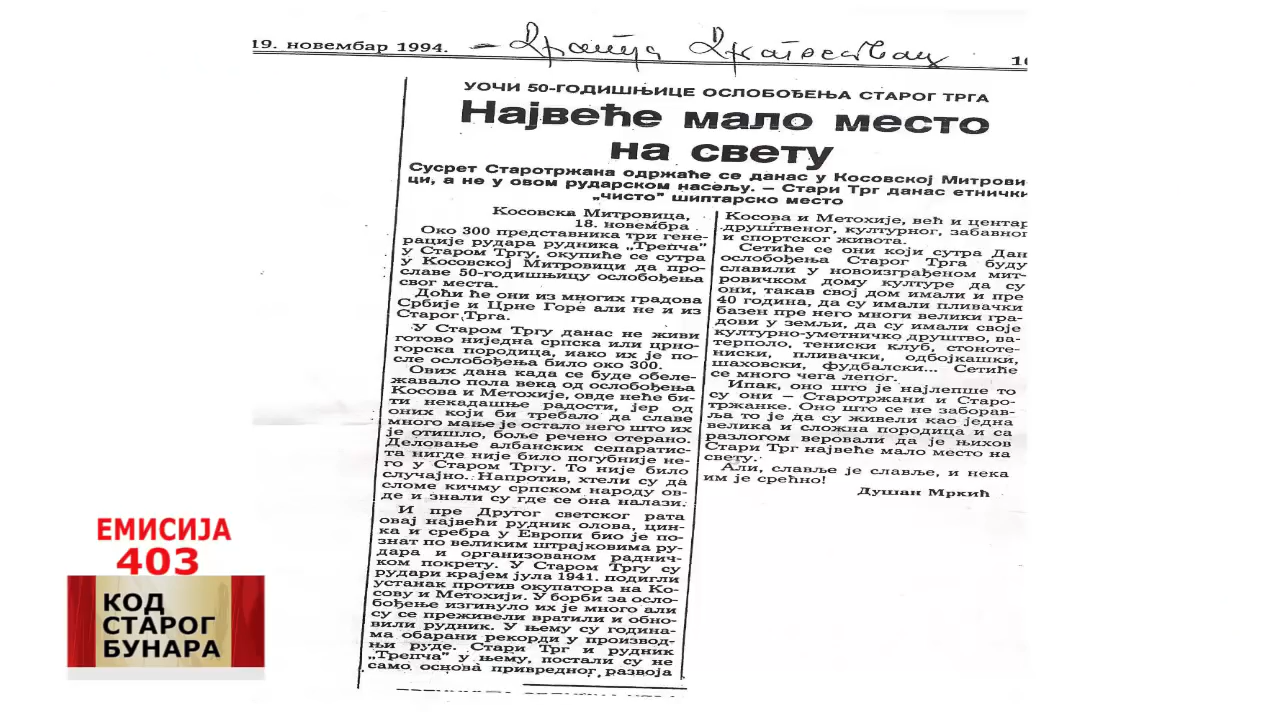 19. новембар 1994.
УОЧИ 50-ГОДИШЊИЦЕ ОСЛОБОЂЕЊА СТАРОГ ТРГА
Највеће мало место
на свету
Сусрет Старотржана одржаће се данас у Косовској Митрови-
ци, а не у овом рударском насељу. — Стари Трг данас етнички
„чисто” шиптарско место
Косовска Митровица,
18. новембра
Око 300 представника три гене-
рације рудара рудника „Трепча”
у Старом Тргу, окупиће се сутра
у Косовској Митровици да про-
славе 50-годишњицу ослобођења
свог места.
Доћи ће они из многих градова
Србије и Црне Горе али не и из
Старог Трга.
У Старом Тргу данас не живи
готово ниједна српска или црно-
горска породица, иако их је по-
сле ослобођења било око 300.
Ових дана када се буде обеле-
жавало пола века од ослобођења
Косова и Метохије, овде неће би-
ти некадашње радости, јер од
оних који би требало да славе
много мање је остало него што их
је отишло, боље речено отерано.
Деловање албанских сепаратис-
та нигде није било погубније не-
го у Старом Тргу. То није било
случајно. Напротив, хтели су да
сломе кичму српском народу ов-
де и знали су где се она налази.
И пре Другог светског рата
овај највећи рудник олова, цин-
ка и сребра у Европи био је по-
знат по великим штрајковима ру-
дара и организованом раднич-
ком покрету. У Старом Тргу су
рудари крајем јула 1941. подигли
устанак против окупатора на Ко-
сову и Метохији. У борби за осло-
бођење изгинуло их је много али
су се преживели вратили и обно-
вили рудник. У њему су година-
ма обарани рекорди у производ-
њи руде. Стари Трг и рудник
„Трепча” у њему, постали су не
само основа привредног развоја
Косова и Метохије, већ и центар
друштвеног, културног, забавног
и спортског живота.
Сетиће се они који сутра Дан
ослобођења Старог Трга буду
славили у новоизграђеном мит-
ровичком дому културе да су
они, такав свој дом имали и пре
40 година, да су имали пливачки
базен пре него многи велики гра-
дови у земљи, да су имали своје
културно-уметничко друштво, ва-
терполо, тениски клуб, стоноте-
ниски, пливачки, одбојкашки,
шаховски, фудбалски... Сетиће
се много чега лепог.
Ипак, оно што је најлепше то
су они — Старотржани и Старо-
тржанке. Оно што се не заборав-
ља то је да су живели као једна
велика и сложна породица и са
разлогом веровали да је њихов
Стари Трг највеће мало место на
свету.
Али, славље је славље, и нека
им је срећно!
Душан Мркић
ЕМИСИЈА
403
КОД
СТАРОГ
БУНАРА